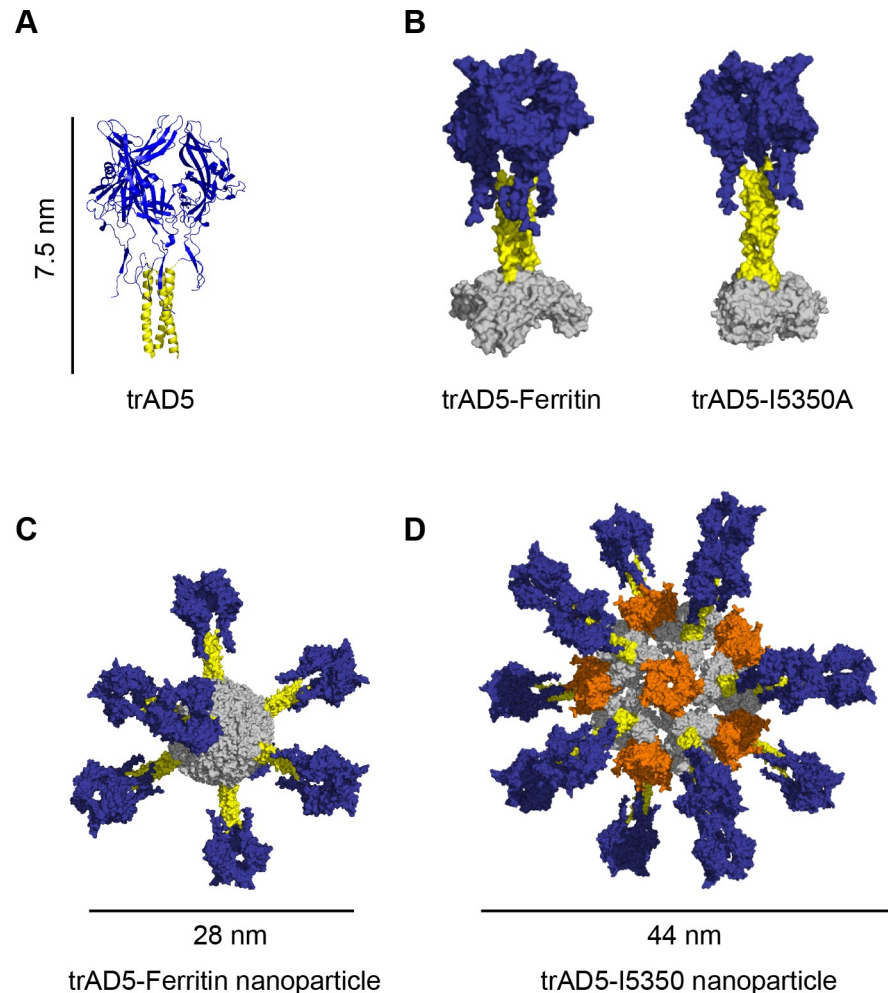 A
B
7.5 nm
trAD5
trAD5-Ferritin
trAD5-I5350A
C
D
28 nm
44 nm
trAD5-Ferritin nanoparticle
trAD5-I5350 nanoparticle